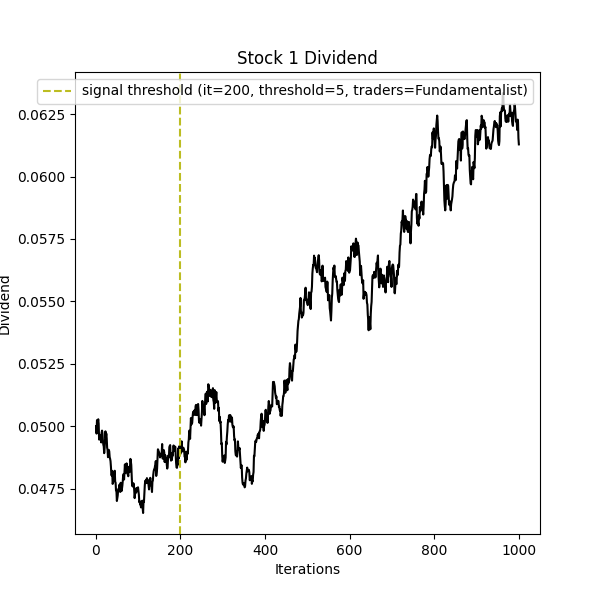 Stock 1 Dividend
signal threshold (it=200, threshold=5, traders=Fundamentalist)
0.0625
0.0600
0.0575
0.0550
0.0525
0.0500
0.0475
Dividend
0 200 400 600 800 1000
Iterations